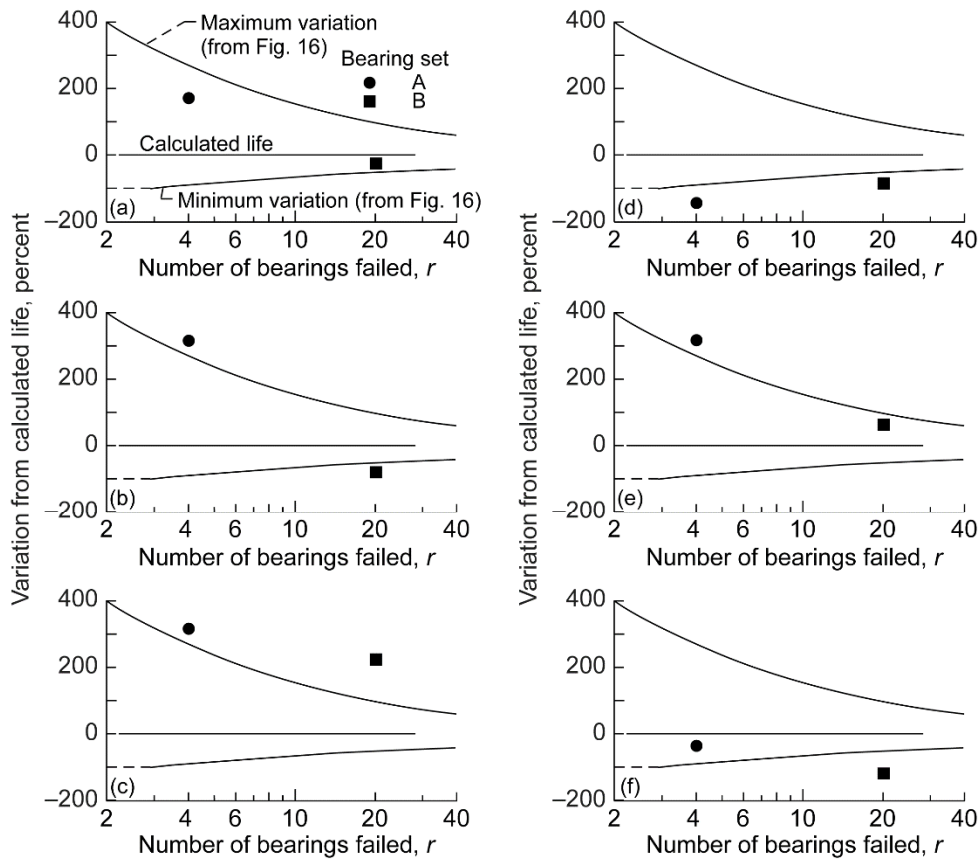 Variation from calculated life, percent
400
200
0
–200
Maximum variation
(from Fig. 16)
Bearing set
A
B
Calculated life
Minimum variation (from Fig. 16)
(a)
2 4 6 10 20 40
Number of bearings failed, r
400
200
0
–200
(b)
2 4 6 10 20 40
Number of bearings failed, r
400
200
0
–200
(c)
2 4 6 10 20 40
Number of bearings failed, r
Variation from calculated life, percent
400
200
0
–200
(d)
2 4 6 10 20 40
Number of bearings failed, r
400
200
0
–200
(e)
2 4 6 10 20 40
Number of bearings failed, r
400
200
0
–200
(f)
2 4 6 10 20 40
Number of bearings failed, r